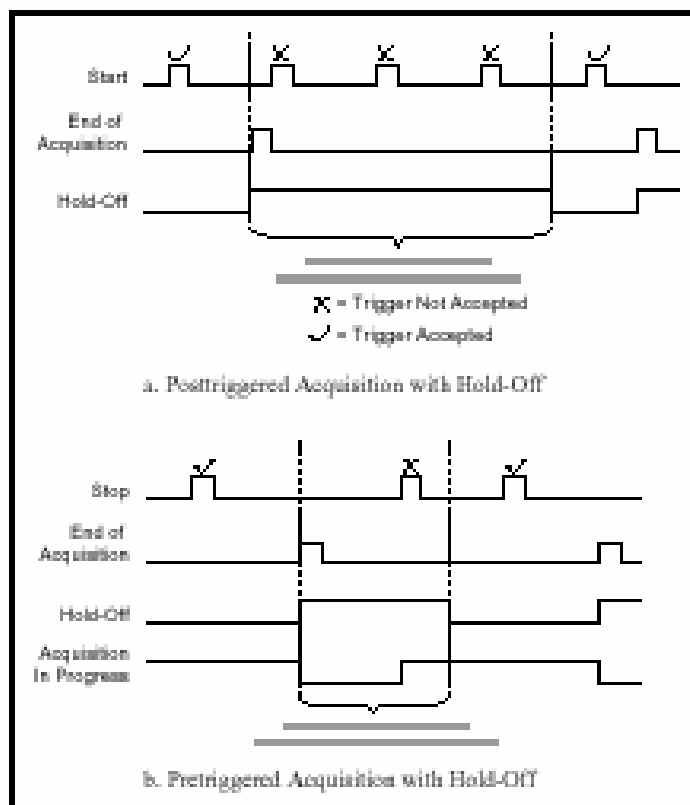 Start
End of
Acquisition
Hold-Off
X = Trigger Not Accepted
✓ = Trigger Accepted
a. Posttriggered Acquisition with Hold-Off
Stop
End of
Acquisition
Hold-Off
Acquisition
In Progress
b. Pretriggered Acquisition with Hold-Off